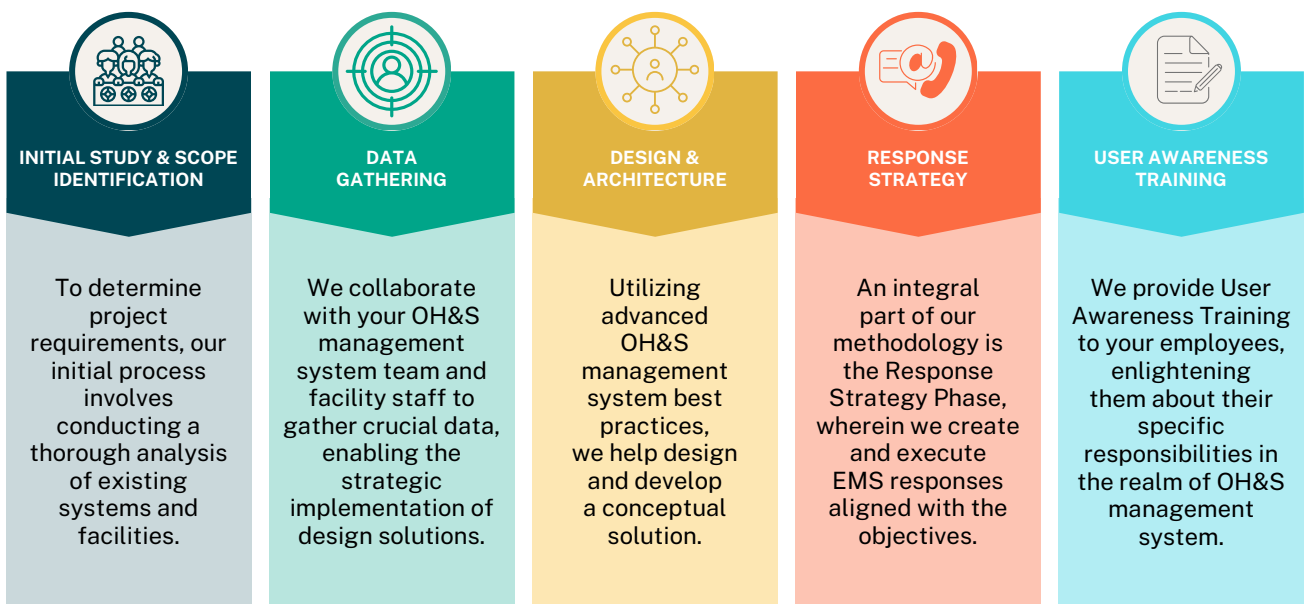 INITIAL STUDY & SCOPE
IDENTIFICATION
To determine
project
requirements, our
initial process
involves
conducting a
thorough analysis
of existing
systems and
facilities.
DATA
GATHERING
We collaborate
with your OH&S
management
system team and
facility staff to
gather crucial data,
enabling the
strategic
implementation of
design solutions.
DESIGN &
ARCHITECTURE
Utilizing
advanced
OH&S
management
system best
practices,
we help design
and develop
a conceptual
solution.
RESPONSE
STRATEGY
An integral
part of our
methodology is
the Response
Strategy Phase,
wherein we create
and execute
EMS responses
aligned with the
objectives.
USER AWARENESS
TRAINING
We provide User
Awareness Training
to your employees,
enlightening
them about their
specific
responsibilities in
the realm of OH&S
management
system.